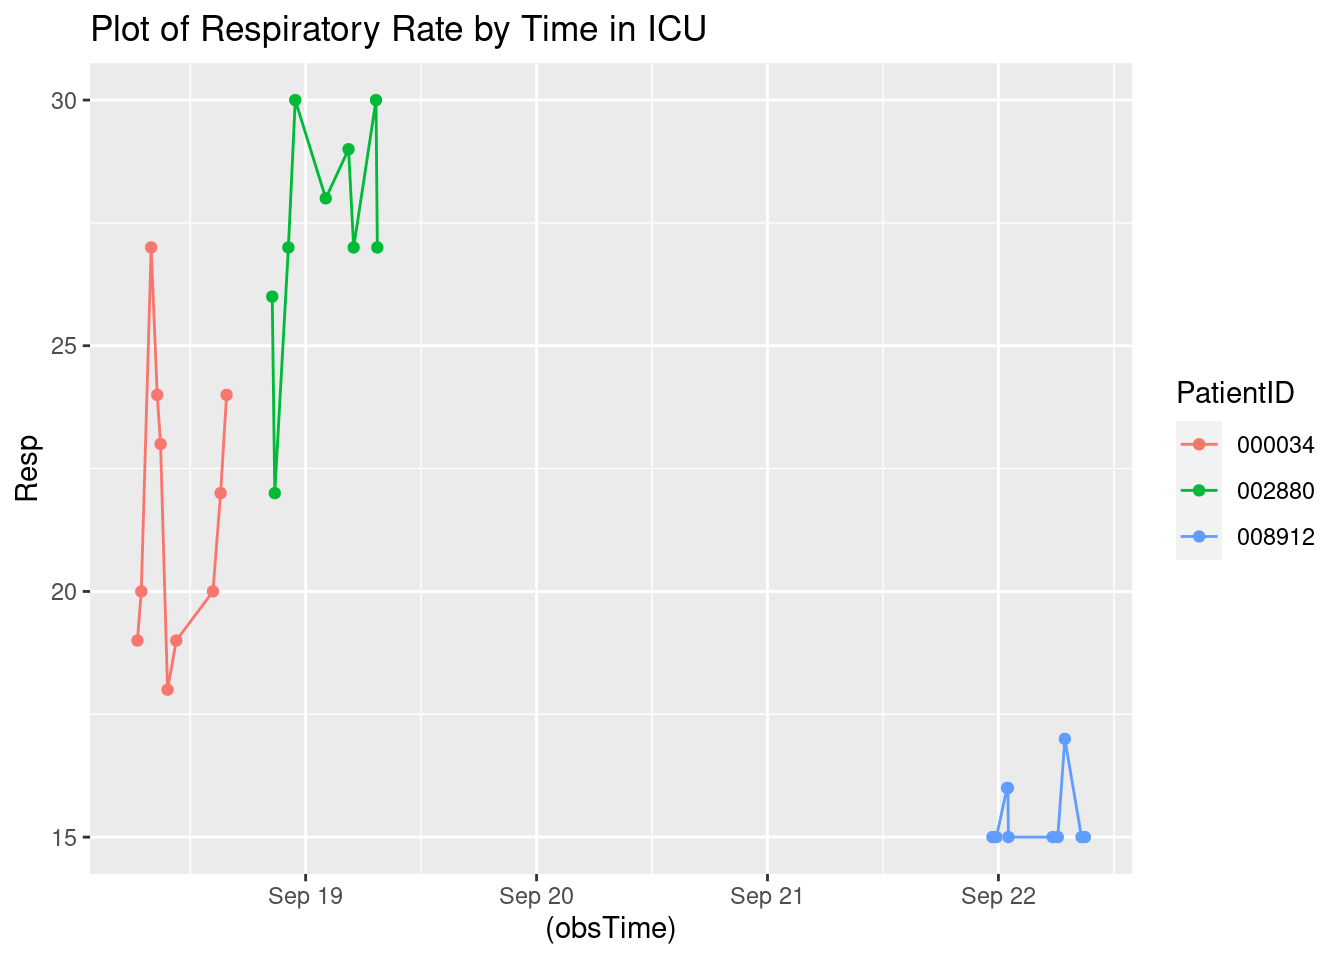 Plot of Respiratory Rate by Time in ICU
30
25
20
15
Resp
Sep 19
Sep 20
Sep 21
Sep 22
(obsTime)
PatientID
000034
002880
008912